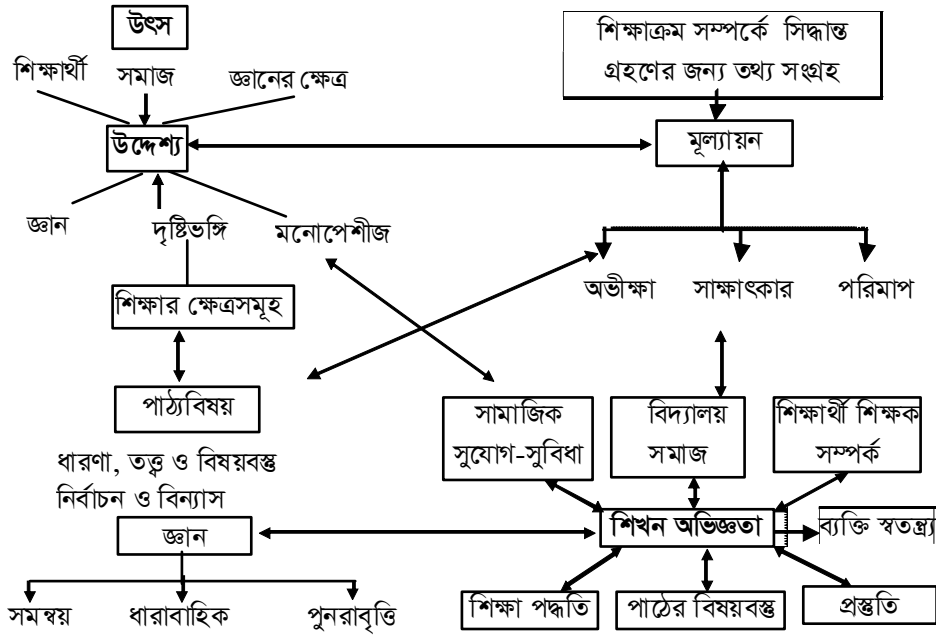 উৎস
শিক্ষার্থী সমাজ জ্ঞানের ক্ষেত্র
উদ্দেশ্য
জ্ঞান দৃষ্টিভঙ্গি মনোপেশীজ
শিক্ষার ক্ষেত্রসমূহ
পাঠ্যবিষয়
ধারণা, তত্ত্ব ও বিষয়বস্তু
নির্বাচন ও বিন্যাস
জ্ঞান
সমন্বয় ধারাবাহিক পুনরাবৃত্তি
শিক্ষাক্রম সম্পর্কে সিদ্ধান্ত
গ্রহণের জন্য তথ্য সংগ্রহ
মূল্যায়ন
অভীক্ষা সাক্ষাৎকার পরিমাপ
সামাজিক
সুযোগ-সুবিধা
বিদ্যালয়
সমাজ
শিক্ষার্থী শিক্ষক
সম্পর্ক
শিখন অভিজ্ঞতা
ব্যক্তি স্বতন্ত্র্য
শিক্ষা পদ্ধতি
পাঠের বিষয়বস্তু
প্রস্তুতি